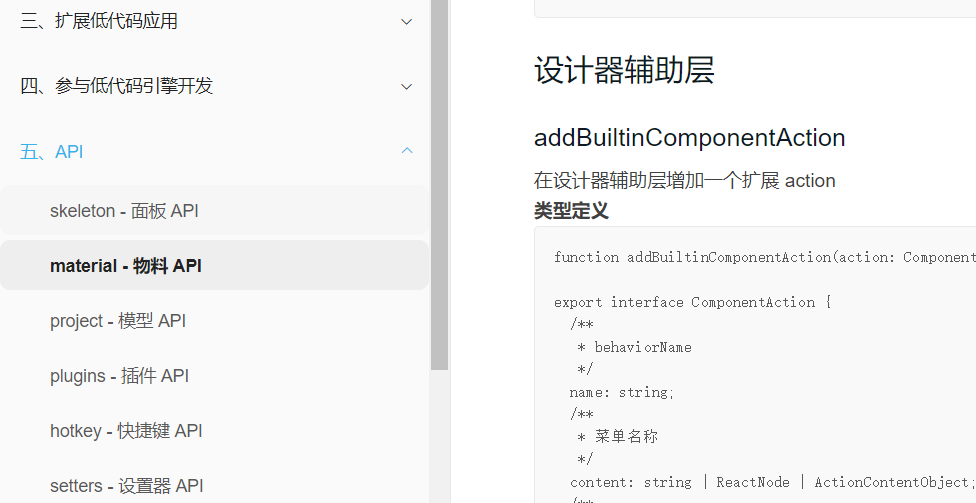 三、扩展低代码应用
四、参与低代码引擎开发
五、API
skeleton - 面板 API
material - 物料 API
project - 模型 API
plugins - 插件 API
hotkey - 快捷键 API
setters - 设置器 API
设计器辅助层
addBuiltinComponentAction
在设计器辅助层增加一个扩展 action
类型定义
function addBuiltinComponentAction(action: Component
export interface ComponentAction {
/**
* behaviorName
*/
name: string;
/**
* 菜单名称
*/
content: string | ReactNode | ActionContentObject;
/**